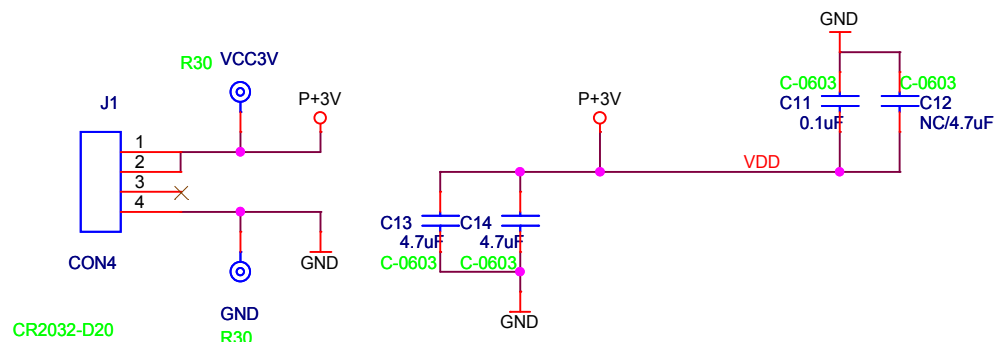 GND
R30 VCC3V
C-0603 C-0603
J1
P+3V
P+3V
C11 C12
0.1uF NC/4.7uF
1
2
3
4
VDD
C13 C14
4.7uF 4.7uF
CON4
C-0603 C-0603
GND
GND
GND
CR2032-D20
R30